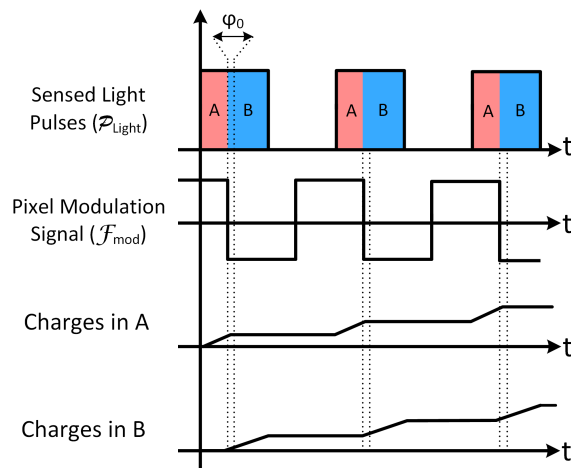 φ₀
Sensed Light
Pulses (𝒫Light)
A B A B A B
t
Pixel Modulation
Signal (ℱmod)
t
Charges in A
t
Charges in B
t